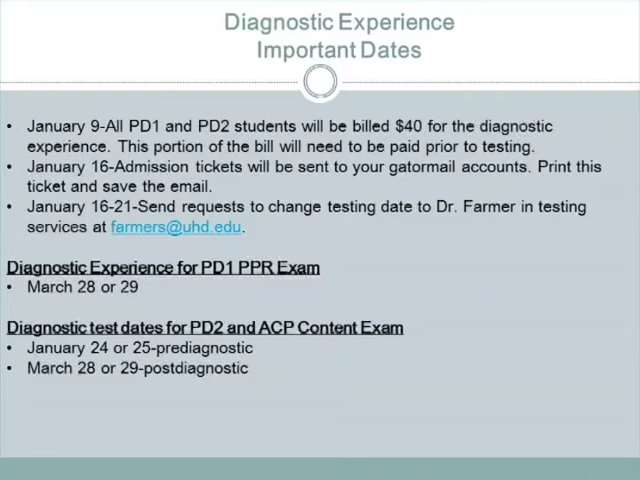 Diagnostic Experience
Important Dates
• January 9-All PD1 and PD2 students will be billed $40 for the diagnostic
experience. This portion of the bill will need to be paid prior to testing.
• January 16-Admission tickets will be sent to your gatormail accounts. Print this
ticket and save the email.
• January 16-21-Send requests to change testing date to Dr. Farmer in testing
services at farmers@uhd.edu.
Diagnostic Experience for PD1 PPR Exam
• March 28 or 29
Diagnostic test dates for PD2 and ACP Content Exam
• January 24 or 25-prediagnostic
• March 28 or 29-postdiagnostic